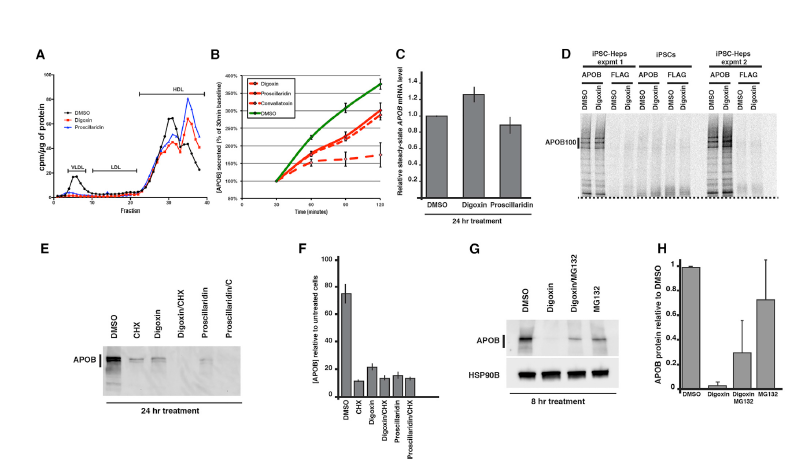 A
cpm/µg of protein
100
80
60
40
20
0
HDL
DMSO
Digoxin
Proscillaridin
VLDL
LDL
0
10
20
30
40
Fraction
B
[APOB] secreted (% of 30min baseline)
400%
350%
300%
250%
200%
150%
100%
50%
Digoxin
Proscillaridin
Convallatoxin
DMSO
0
30
60
90
120
Time (minutes)
C
Relative steady-state APOB mRNA level
1.4
1.2
1
0.8
0.6
0.4
0.2
DMSO
Digoxin
Proscillaridin
24 hr treatment
D
iPSC-Heps
expmt 1
iPSCs
iPSC-Heps
expmt 2
APOB FLAG APOB FLAG APOB FLAG
DMSO
Digoxin
DMSO
Digoxin
DMSO
Digoxin
DMSO
Digoxin
DMSO
Digoxin
DMSO
Digoxin
APOB100
E
DMSO
CHX
Digoxin
Digoxin/CHX
Proscillaridin
Proscillaridin/C
APOB
24 hr treatment
F
[APOB] relative to untreated cells
100
80
60
40
20
0
DMSO
CHX
Digoxin
Digoxin/CHX
Proscillaridin
Proscillaridin/CHX
G
DMSO
Digoxin
Digoxin/MG132
MG132
APOB
HSP90B
8 hr treatment
H
APOB protein relative to DMSO
1
0.8
0.6
0.4
0.2
0
DMSO
Digoxin
Digoxin
MG132
MG132